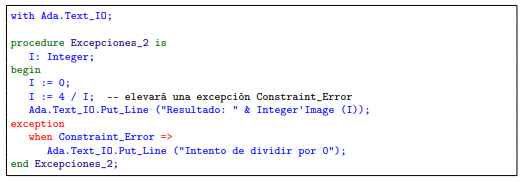 with Ada.Text_IO;
procedure Excepciones_2 is
I: Integer;
begin
I := 0;
I := 4 / I;  -- elevará una excepción Constraint_Error
Ada.Text_IO.Put_Line ("Resultado: " & Integer'Image (I));
exception
when Constraint_Error =>
Ada.Text_IO.Put_Line ("Intento de dividir por 0");
end Excepciones_2;